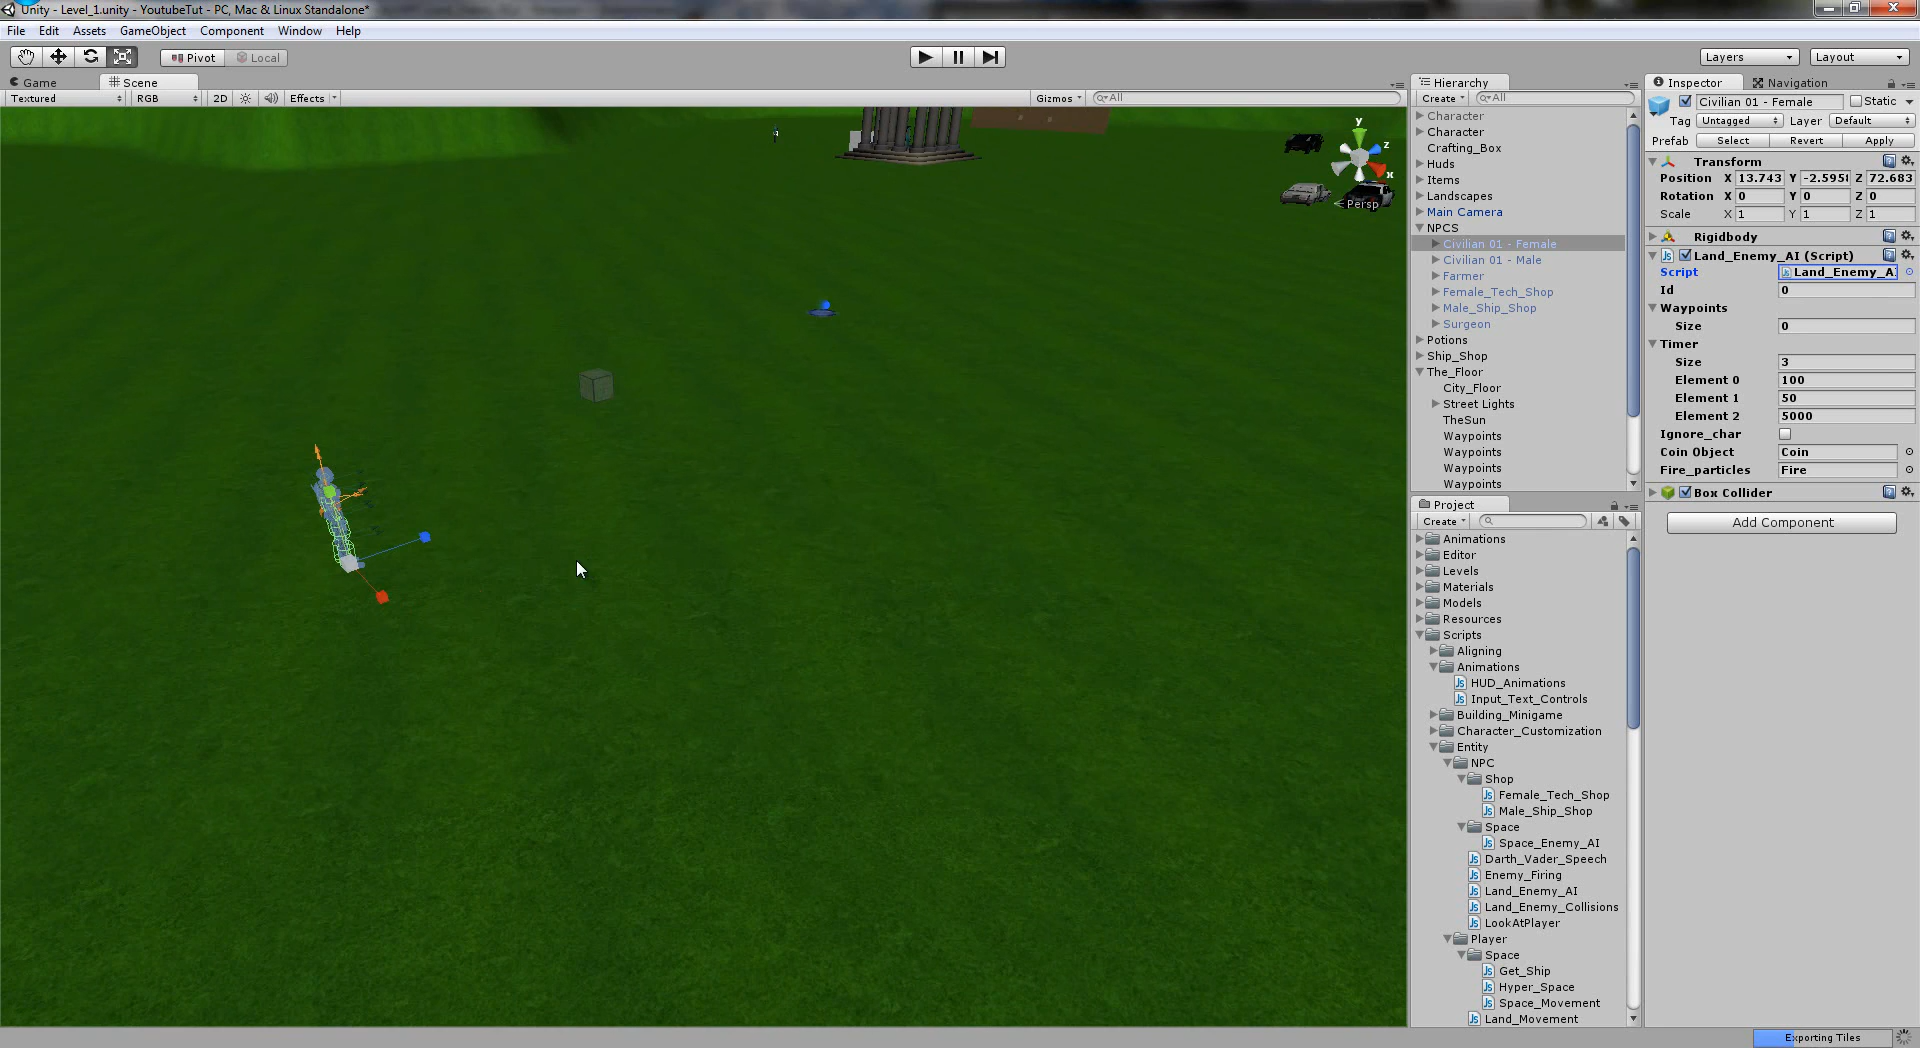 Unity - Level_1.unity - YoutubeTut - PC, Mac & Linux Standalone*
File Edit Assets GameObject Component Window Help
Pivot Local
Layers Layout
Game Scene
Textured RGB 2D Effects Gizmos All
y
z
x
Persp
Hierarchy
Create All
Character
Character
Crafting_Box
Huds
Items
Landscapes
Main Camera
NPCS
Civilian 01 - Female
Civilian 01 - Male
Farmer
Female_Tech_Shop
Male_Ship_Shop
Surgeon
Potions
Ship_Shop
The_Floor
City_Floor
Street Lights
TheSun
Waypoints
Waypoints
Waypoints
Waypoints
Project
Create
Animations
Editor
Levels
Materials
Models
Resources
Scripts
Aligning
Animations
HUD_Animations
Input_Text_Controls
Building_Minigame
Character_Customization
Entity
NPC
Shop
Female_Tech_Shop
Male_Ship_Shop
Space
Space_Enemy_AI
Darth_Vader_Speech
Enemy_Firing
Land_Enemy_AI
Land_Enemy_Collisions
LookAtPlayer
Player
Space
Get_Ship
Hyper_Space
Space_Movement
Land_Movement
Inspector Navigation
Civilian 01 - Female Static
Tag Untagged Layer Default
Prefab Select Revert Apply
Transform
Position X 13.743 Y -2.595 Z 72.683
Rotation X 0 Y 0 Z 0
Scale X 1 Y 1 Z 1
Rigidbody
Land_Enemy_AI (Script)
Script Land_Enemy_A
Id 0
Waypoints
Size 0
Timer
Size 3
Element 0 100
Element 1 50
Element 2 5000
Ignore_char
Coin Object Coin
Fire_particles Fire
Box Collider
Add Component
Exporting Tiles